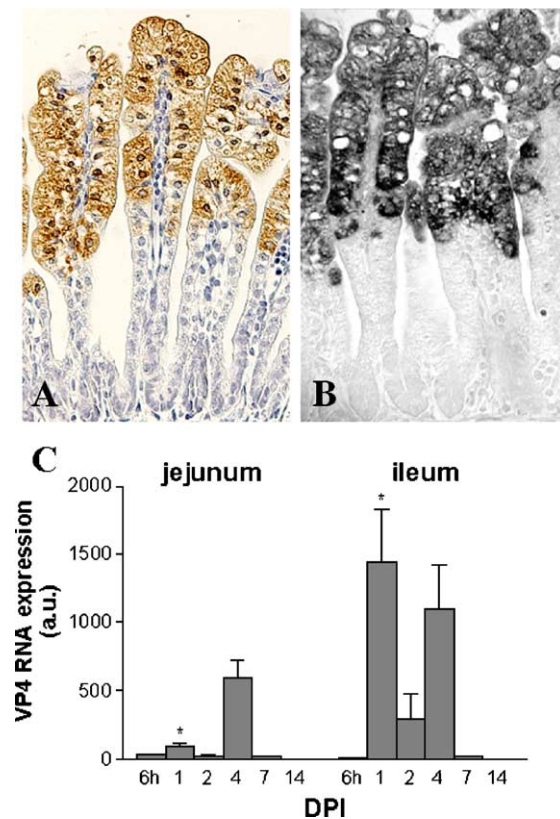 A
B
C
jejunum ileum
VP4 RNA expression
(a.u.)
2000
1500
1000
500
0
*
*
6h 1 2 4 7 14 6h 1 2 4 7 14
DPI